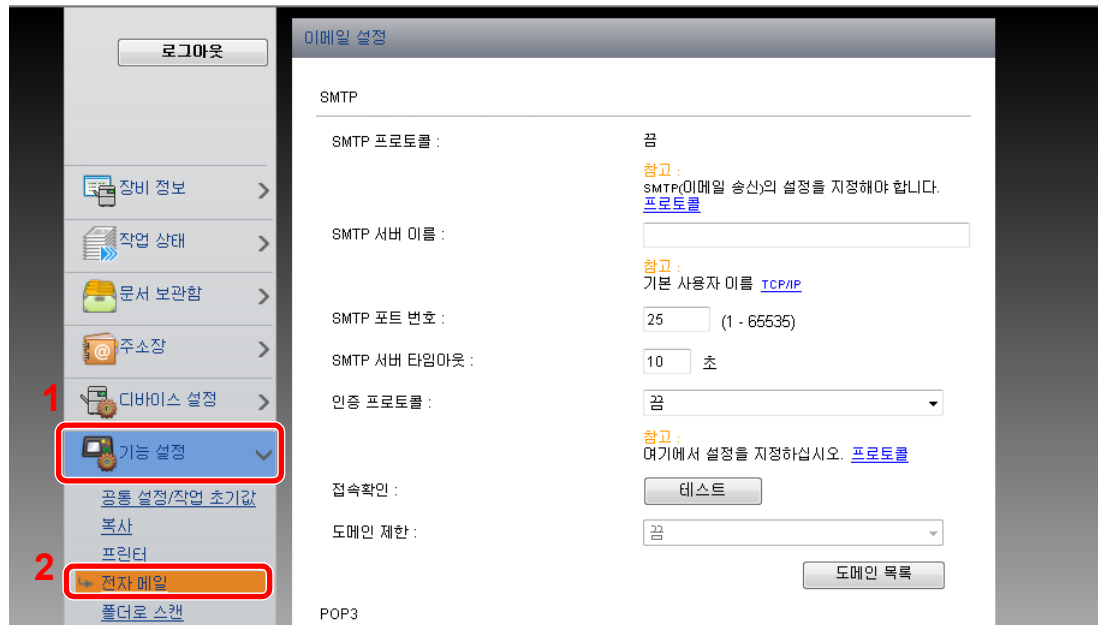 로그아웃
장비 정보
작업 상태
문서 보관함
주소장
1
디바이스 설정
기능 설정
공통 설정/작업 초기값
복사
프린터
2
전자 메일
폴더로 스캔
이메일 설정
SMTP
SMTP 프로토콜 : 끔
참고 :
SMTP(이메일 송신)의 설정을 지정해야 합니다.
프로토콜
SMTP 서버 이름 :
참고 :
기본 사용자 이름 TCP/IP
SMTP 포트 번호 : 25 (1 - 65535)
SMTP 서버 타임아웃 : 10 초
인증 프로토콜 : 끔
참고 :
여기에서 설정을 지정하십시오. 프로토콜
접속확인 : 테스트
도메인 제한 : 끔
도메인 목록
POP3